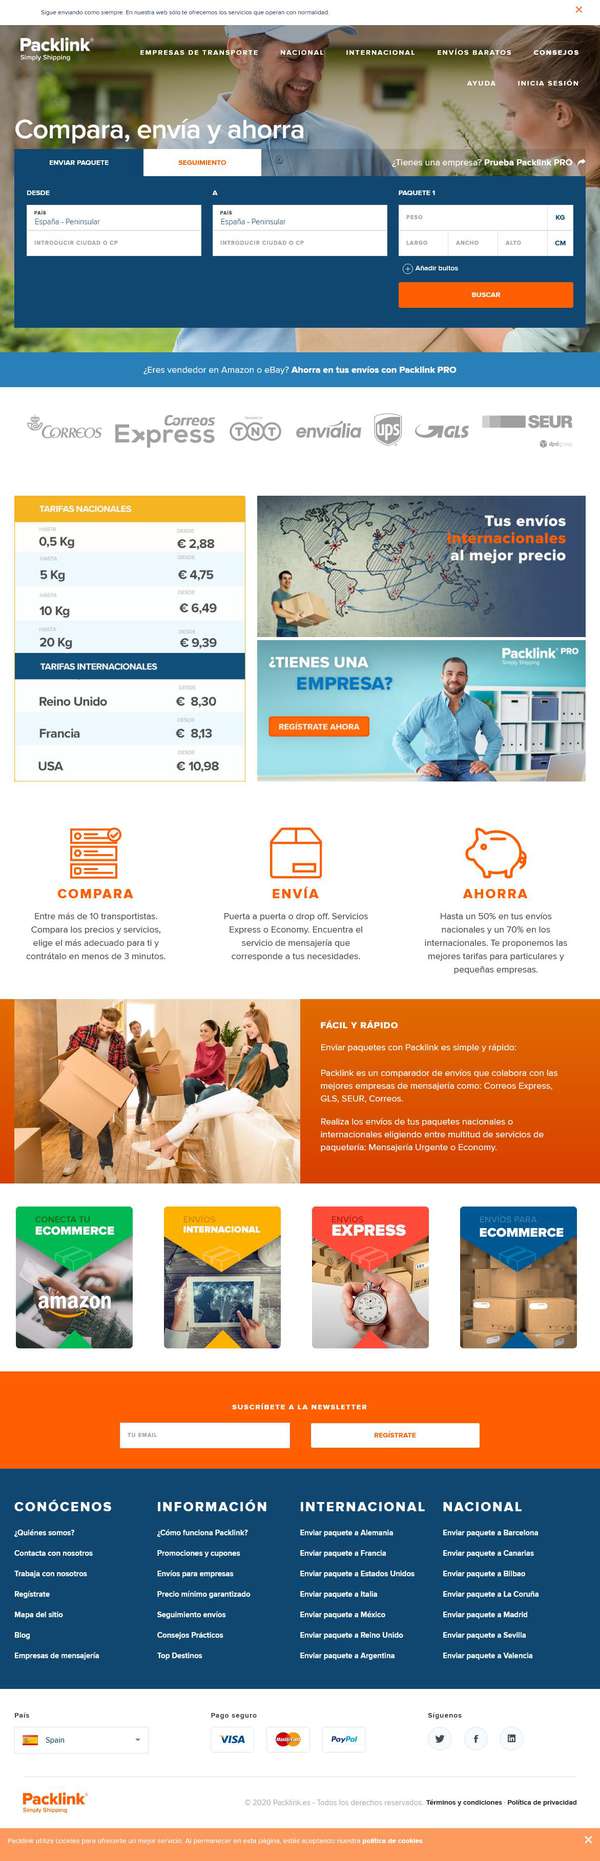 Sigue enviando como siempre. En nuestra web sólo te ofrecemos los servicios que operan con normalidad.
Packlink
Simply Shipping
EMPRESAS DE TRANSPORTE NACIONAL INTERNACIONAL ENVÍOS BARATOS CONSEJOS
AYUDA INICIA SESIÓN
Compara, envía y ahorra
ENVIAR PAQUETE SEGUIMIENTO ¿Tienes una empresa? Prueba Packlink PRO
DESDE A PAQUETE 1
PAÍS PAÍS
España - Peninsular España - Peninsular PESO KG
INTRODUCIR CIUDAD O CP INTRODUCIR CIUDAD O CP LARGO ANCHO ALTO CM
Añadir bultos
BUSCAR
¿Eres vendedor en Amazon o eBay? Ahorra en tus envíos con Packlink PRO
CORREOS Correos Express TNT envialia ups GLS SEUR
dpdgroup
TARIFAS NACIONALES
HASTA DESDE
0,5 Kg € 2,88
HASTA DESDE
5 Kg € 4,75
HASTA DESDE
10 Kg € 6,49
HASTA DESDE
20 Kg € 9,39
TARIFAS INTERNACIONALES
DESDE
Reino Unido € 8,30
DESDE
Francia € 8,13
DESDE
USA € 10,98
Tus envíos
internacionales
al mejor precio
¿TIENES UNA
EMPRESA?
Packlink PRO
Simply Shipping
REGÍSTRATE AHORA
COMPARA
Entre más de 10 transportistas.
Compara los precios y servicios,
elige el más adecuado para ti y
contrátalo en menos de 3 minutos.
ENVÍA
Puerta a puerta o drop off. Servicios
Express o Economy. Encuentra el
servicio de mensajería que
corresponde a tus necesidades.
AHORRA
Hasta un 50% en tus envíos
nacionales y un 70% en los
internacionales. Te proponemos las
mejores tarifas para particulares y
pequeñas empresas.
FÁCIL Y RÁPIDO
Enviar paquetes con Packlink es simple y rápido:
Packlink es un comparador de envíos que colabora con las
mejores empresas de mensajería como: Correos Express,
GLS, SEUR, Correos.
Realiza los envíos de tus paquetes nacionales o
internacionales eligiendo entre multitud de servicios de
paquetería: Mensajería Urgente o Economy.
CONECTA TU
ECOMMERCE
amazon
ENVÍOS
INTERNACIONAL
ENVÍOS
EXPRESS
ENVÍOS PARA
ECOMMERCE
SUSCRÍBETE A LA NEWSLETTER
TU EMAIL REGÍSTRATE
CONÓCENOS
¿Quiénes somos?
Contacta con nosotros
Trabaja con nosotros
Regístrate
Mapa del sitio
Blog
Empresas de mensajería
INFORMACIÓN
¿Cómo funciona Packlink?
Promociones y cupones
Envíos para empresas
Precio mínimo garantizado
Seguimiento envíos
Consejos Prácticos
Top Destinos
INTERNACIONAL
Enviar paquete a Alemania
Enviar paquete a Francia
Enviar paquete a Estados Unidos
Enviar paquete a Italia
Enviar paquete a México
Enviar paquete a Reino Unido
Enviar paquete a Argentina
NACIONAL
Enviar paquete a Barcelona
Enviar paquete a Canarias
Enviar paquete a Bilbao
Enviar paquete a La Coruña
Enviar paquete a Madrid
Enviar paquete a Sevilla
Enviar paquete a Valencia
País Pago seguro Síguenos
Spain VISA MasterCard PayPal
Packlink
Simply Shipping
© 2020 Packlink.es - Todos los derechos reservados. Términos y condiciones · Política de privacidad
Packlink utiliza cookies para ofrecerte un mejor servicio. Al permanecer en esta página, estás aceptando nuestra política de cookies